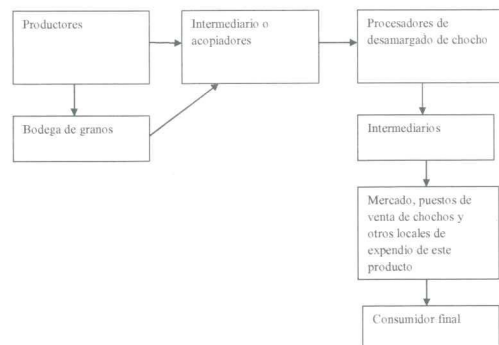 Productores
Intermediario o
acopiadores
Procesadores de
desamargado de chocho
Bodega de granos
Intermediarios
Mercado, puestos de
venta de chochos y
otros locales de
expendio de este
producto
Consumidor final